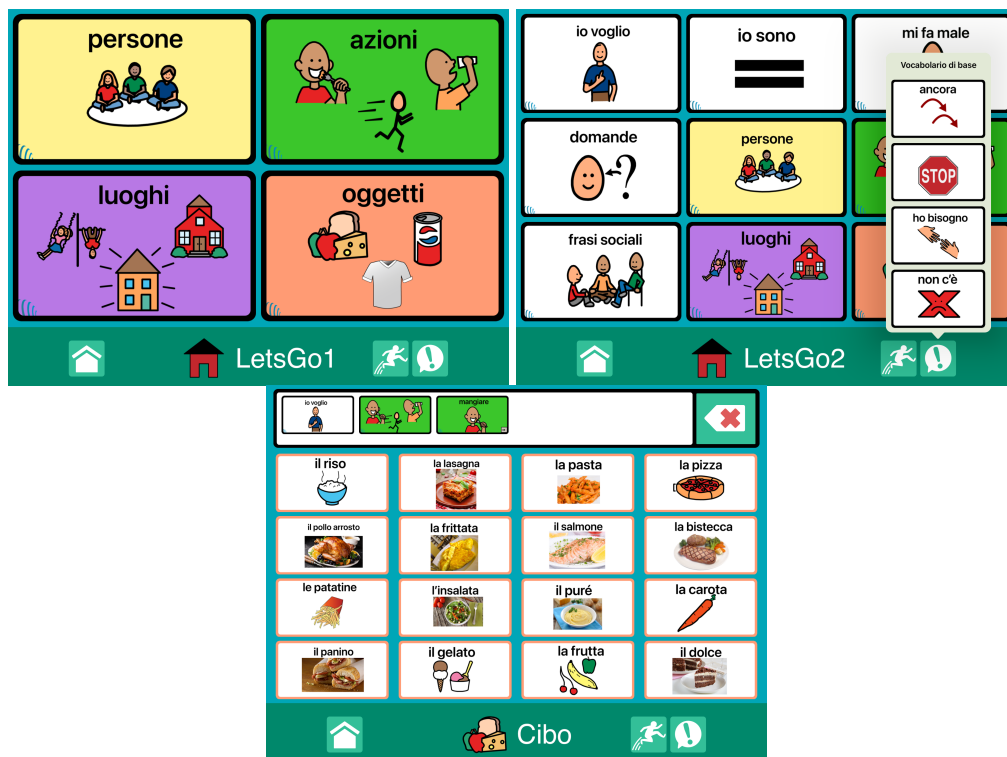 persone
azioni
luoghi
oggetti
LetsGo1
io voglio
io sono
mi fa male
domande
persone
frasi sociali
luoghi
Vocabolario di base
ancora
STOP
ho bisogno
non c'è
LetsGo2
io voglio
mangiare
il riso
la lasagna
la pasta
la pizza
il pollo arrosto
la frittata
il salmone
la bistecca
le patatine
l'insalata
il puré
la carota
il panino
il gelato
la frutta
il dolce
Cibo